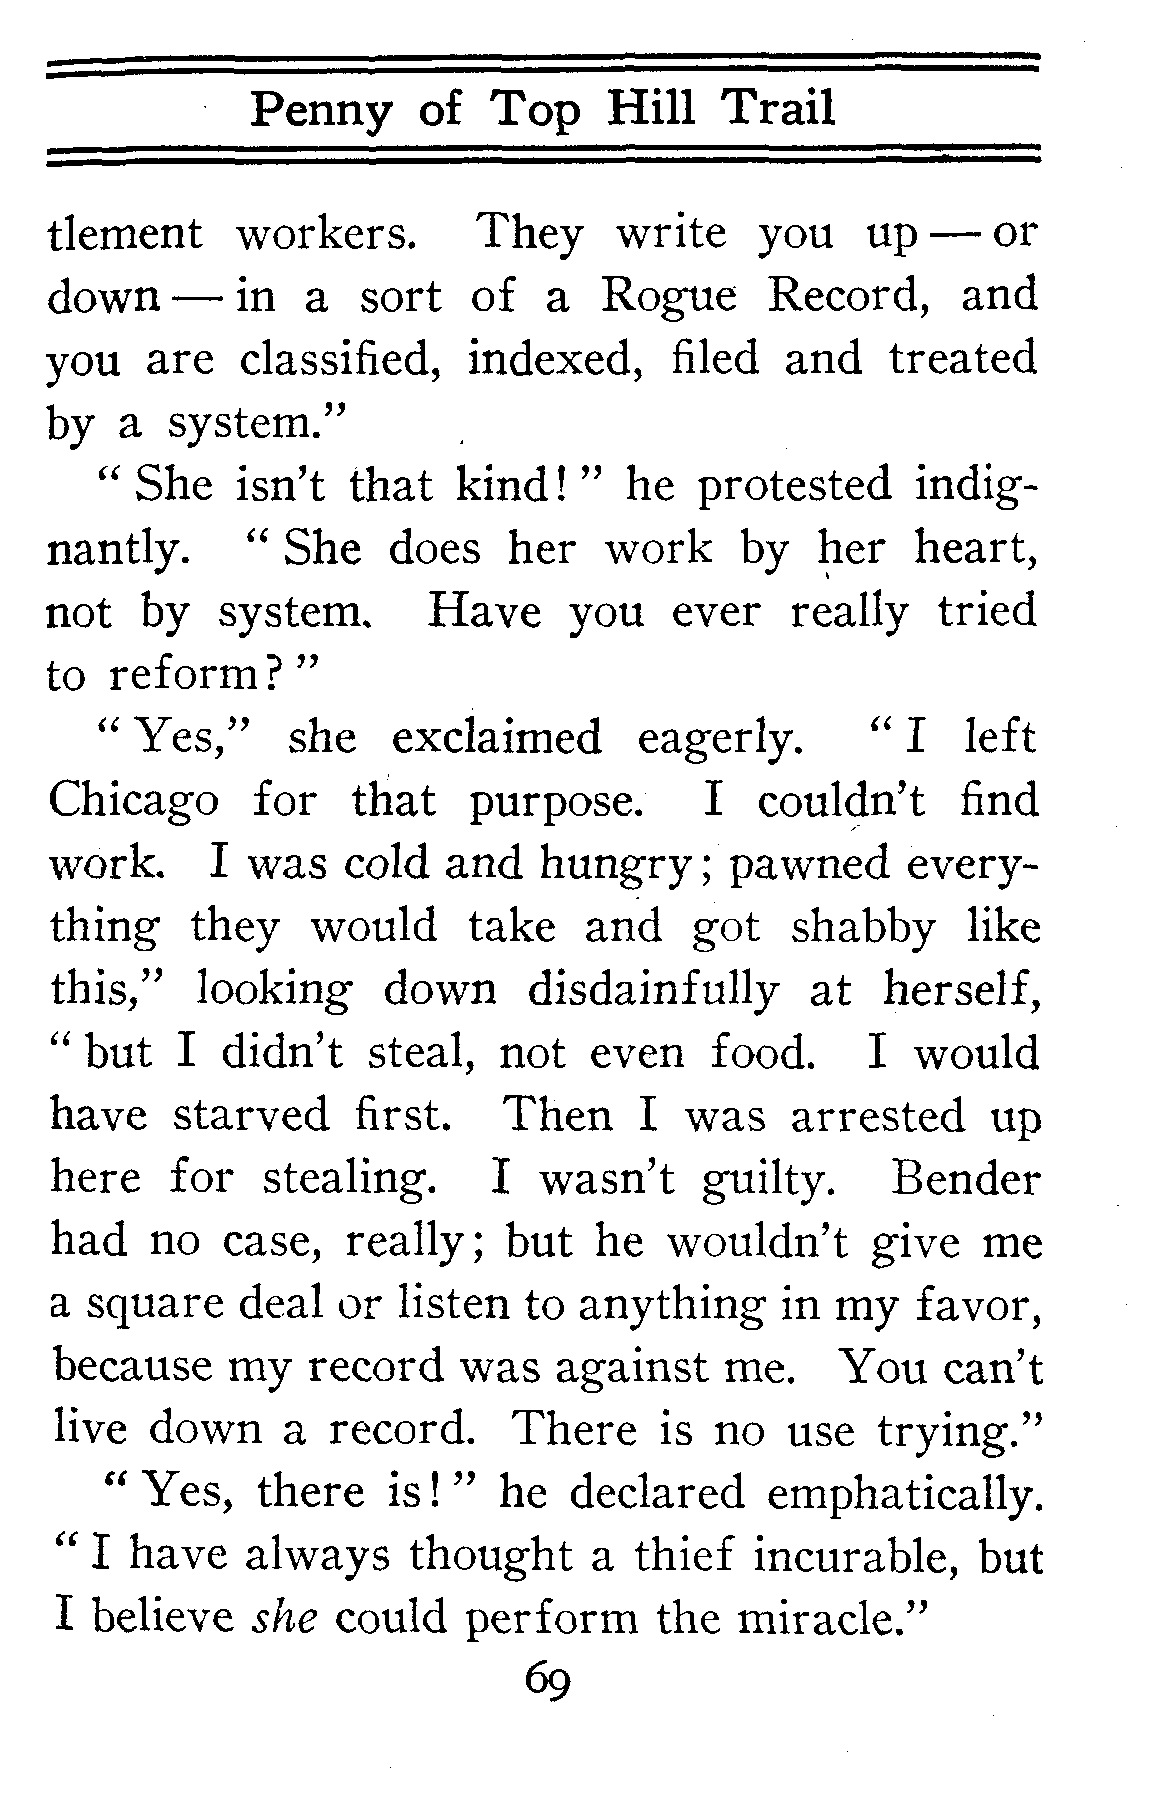 Penny of Top Hill Trail
tlement workers. They write you up — or
down — in a sort of a Rogue Record, and
you are classified, indexed, filed and treated
by a system.”
“ She isn’t that kind! ” he protested indig-
nantly. “ She does her work by her heart,
not by system. Have you ever really tried
to reform? ”
“ Yes,” she exclaimed eagerly. “ I left
Chicago for that purpose. I couldn’t find
work. I was cold and hungry; pawned every-
thing they would take and got shabby like
this,” looking down disdainfully at herself,
“ but I didn’t steal, not even food. I would
have starved first. Then I was arrested up
here for stealing. I wasn’t guilty. Bender
had no case, really; but he wouldn’t give me
a square deal or listen to anything in my favor,
because my record was against me. You can’t
live down a record. There is no use trying.”
“ Yes, there is! ” he declared emphatically.
“ I have always thought a thief incurable, but
I believe she could perform the miracle.”
69